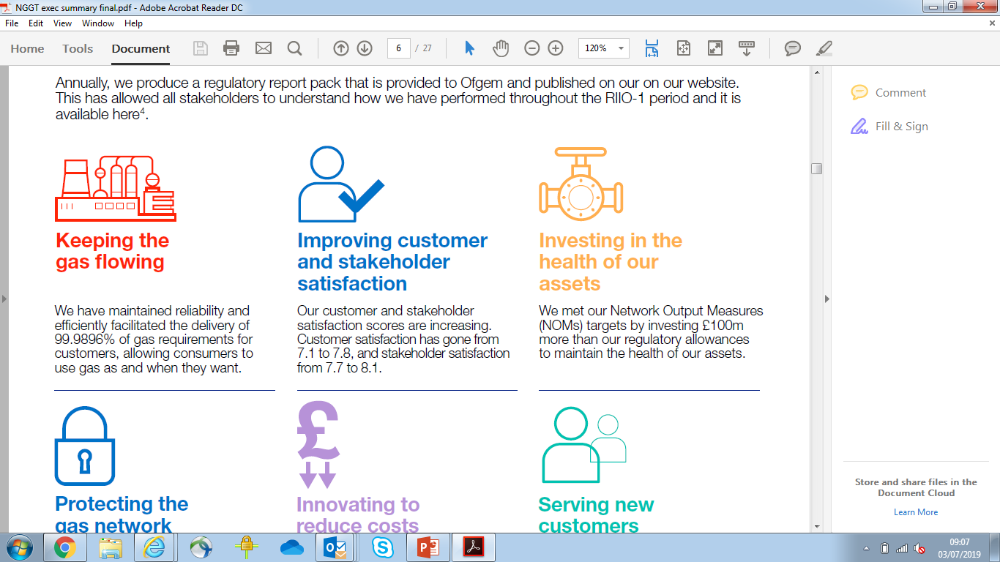 NGGT exec summary final.pdf - Adobe Acrobat Reader DC
File Edit View Window Help
Home Tools Document 6 / 27 120%
Annually, we produce a regulatory report pack that is provided to Ofgem and published on our on our website.
This has allowed all stakeholders to understand how we have performed throughout the RIIO-1 period and it is
available here4.
Keeping the
gas flowing
We have maintained reliability and
efficiently facilitated the delivery of
99.9896% of gas requirements for
customers, allowing consumers to
use gas as and when they want.
Improving customer
and stakeholder
satisfaction
Our customer and stakeholder
satisfaction scores are increasing.
Customer satisfaction has gone from
7.1 to 7.8, and stakeholder satisfaction
from 7.7 to 8.1.
Investing in the
health of our
assets
We met our Network Output Measures
(NOMs) targets by investing £100m
more than our regulatory allowances
to maintain the health of our assets.
Protecting the
gas network
£
Innovating to
reduce costs
Serving new
customers
Comment
Fill & Sign
Store and share files in the
Document Cloud
Learn More
09:07
03/07/2019